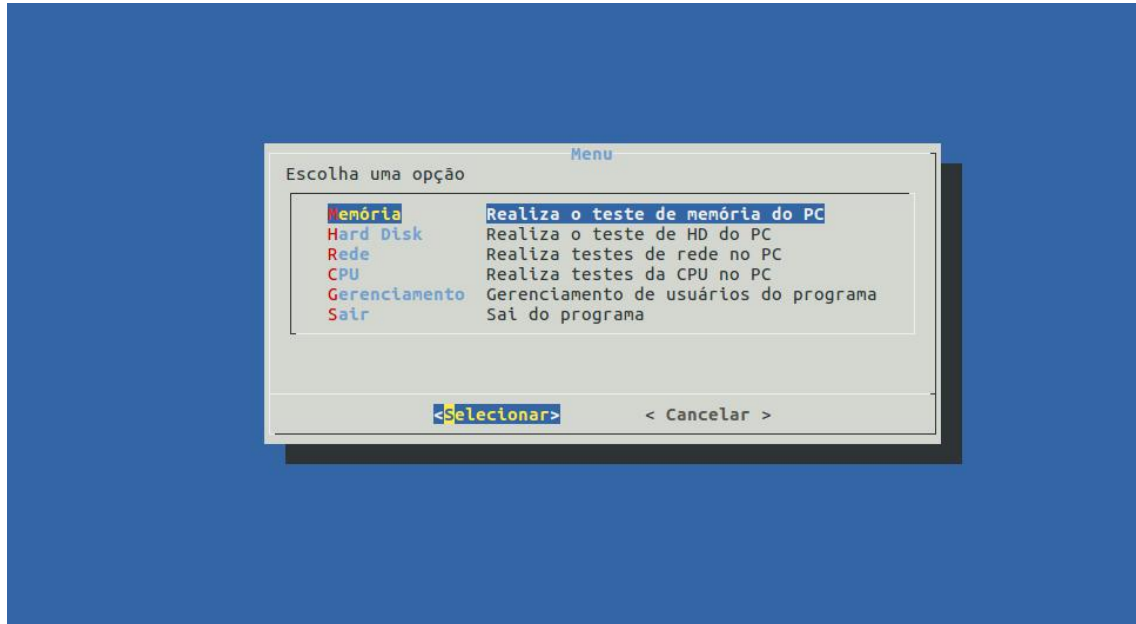 Menu
Escolha uma opção
Memória Realiza o teste de memória do PC
Hard Disk Realiza o teste de HD do PC
Rede Realiza testes de rede no PC
CPU Realiza testes da CPU no PC
Gerenciamento Gerenciamento de usuários do programa
Sair Sai do programa
<Selecionar> < Cancelar >